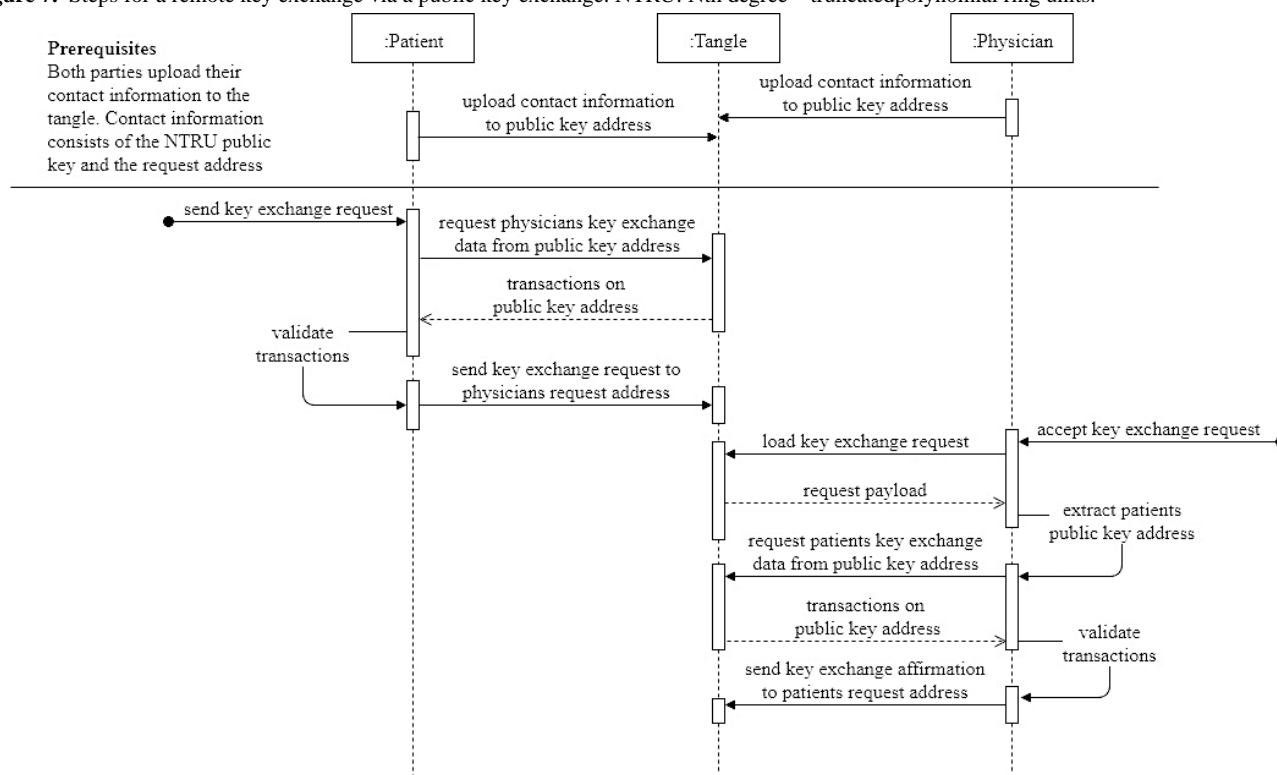 gure 7. Steps for a remote key exchange via a public key exchange. NTRU: Nth degree—truncatedpolynomial ring units.
:Patient
:Tangle
:Physician
Prerequisites
Both parties upload their
contact information to the
tangle. Contact information
consists of the NTRU public
key and the request address
upload contact information
to public key address
upload contact information
to public key address
send key exchange request
request physicians key exchange
data from public key address
transactions on
public key address
validate
transactions
send key exchange request to
physicians request address
accept key exchange request
load key exchange request
request payload
extract patients
public key address
request patients key exchange
data from public key address
transactions on
public key address
validate
transactions
send key exchange affirmation
to patients request address